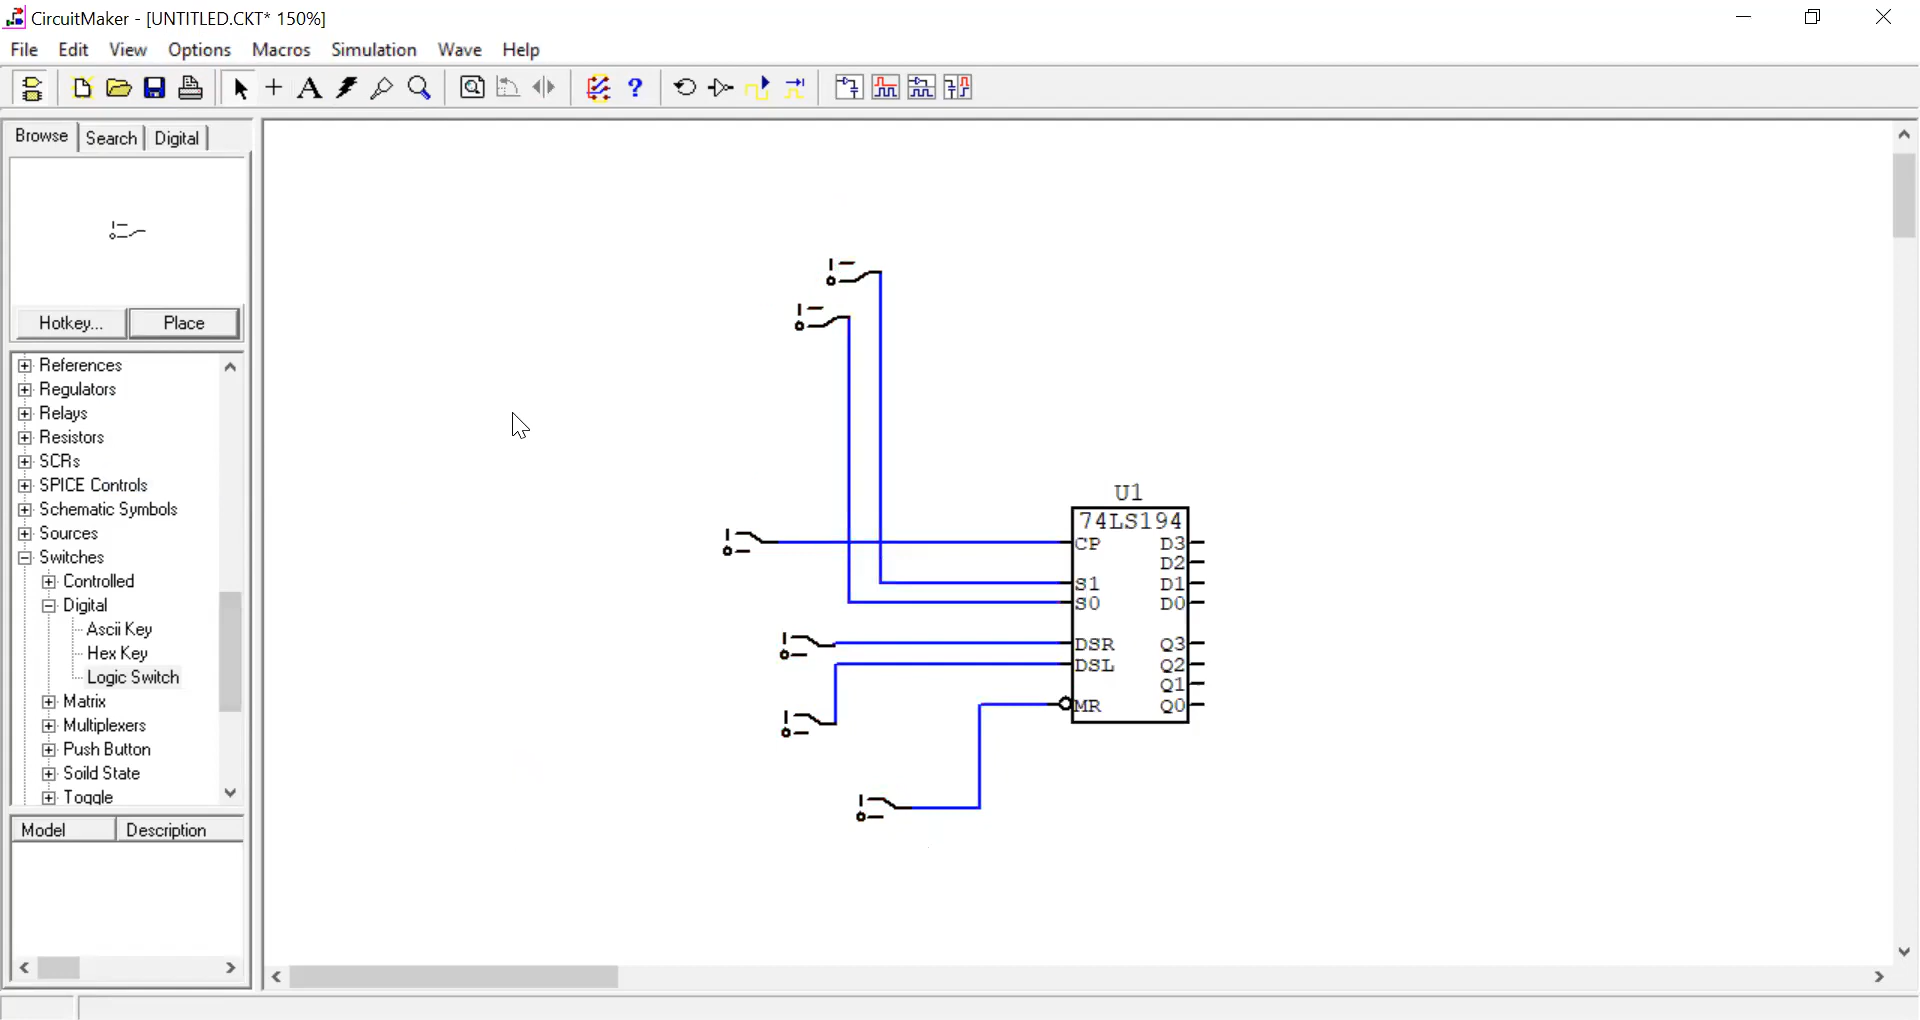 CircuitMaker - [UNTITLED.CKT* 150%]
File Edit View Options Macros Simulation Wave Help
Browse Search Digital
Hotkey... Place
References
Regulators
Relays
Resistors
SCRs
SPICE Controls
Schematic Symbols
Sources
Switches
Controlled
Digital
Ascii Key
Hex Key
Logic Switch
Matrix
Multiplexers
Push Button
Soild State
Toggle
Model Description
U1
74LS194
CP D3
D2
S1 D1
S0 D0
DSR Q3
DSL Q2
Q1
MR Q0